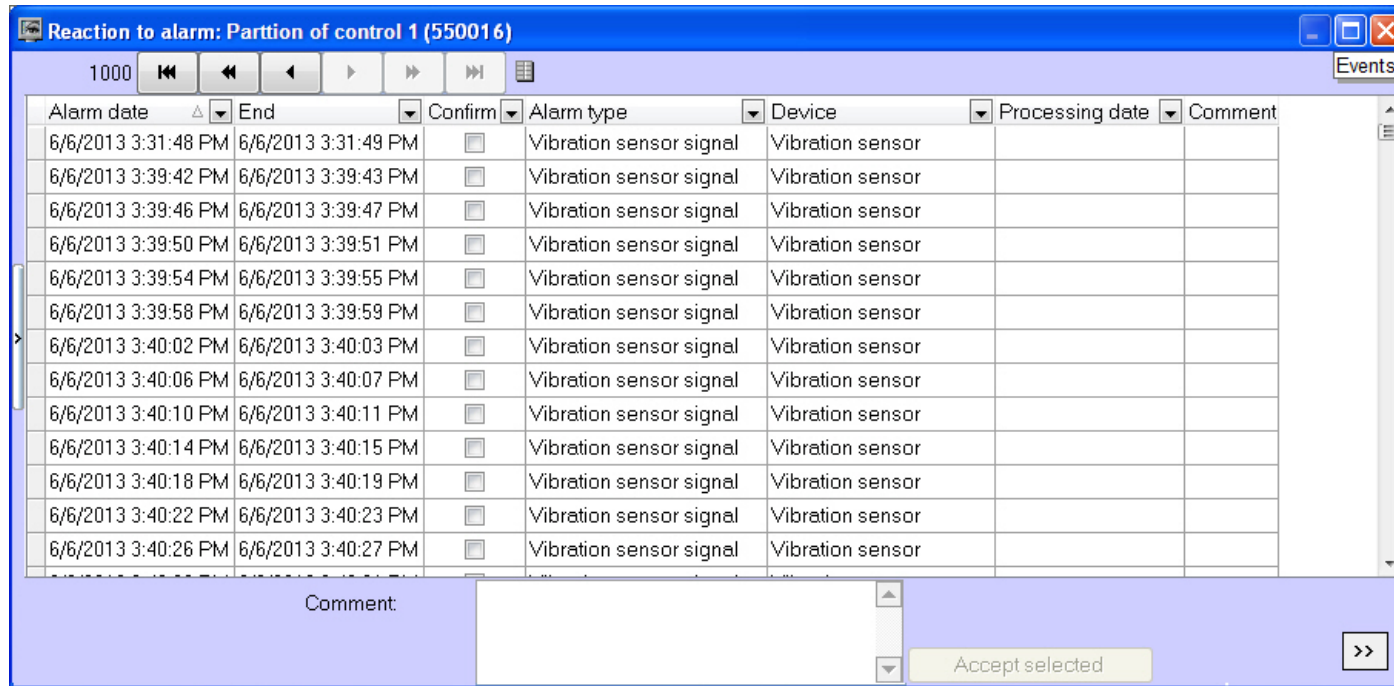 Reaction to alarm: Parttion of control 1 (550016)
1000
Events
Alarm date End Confirm Alarm type Device Processing date Comment
6/6/2013 3:31:48 PM 6/6/2013 3:31:49 PM Vibration sensor signal Vibration sensor
6/6/2013 3:39:42 PM 6/6/2013 3:39:43 PM Vibration sensor signal Vibration sensor
6/6/2013 3:39:46 PM 6/6/2013 3:39:47 PM Vibration sensor signal Vibration sensor
6/6/2013 3:39:50 PM 6/6/2013 3:39:51 PM Vibration sensor signal Vibration sensor
6/6/2013 3:39:54 PM 6/6/2013 3:39:55 PM Vibration sensor signal Vibration sensor
6/6/2013 3:39:58 PM 6/6/2013 3:39:59 PM Vibration sensor signal Vibration sensor
6/6/2013 3:40:02 PM 6/6/2013 3:40:03 PM Vibration sensor signal Vibration sensor
6/6/2013 3:40:06 PM 6/6/2013 3:40:07 PM Vibration sensor signal Vibration sensor
6/6/2013 3:40:10 PM 6/6/2013 3:40:11 PM Vibration sensor signal Vibration sensor
6/6/2013 3:40:14 PM 6/6/2013 3:40:15 PM Vibration sensor signal Vibration sensor
6/6/2013 3:40:18 PM 6/6/2013 3:40:19 PM Vibration sensor signal Vibration sensor
6/6/2013 3:40:22 PM 6/6/2013 3:40:23 PM Vibration sensor signal Vibration sensor
6/6/2013 3:40:26 PM 6/6/2013 3:40:27 PM Vibration sensor signal Vibration sensor
Comment:
Accept selected
>>